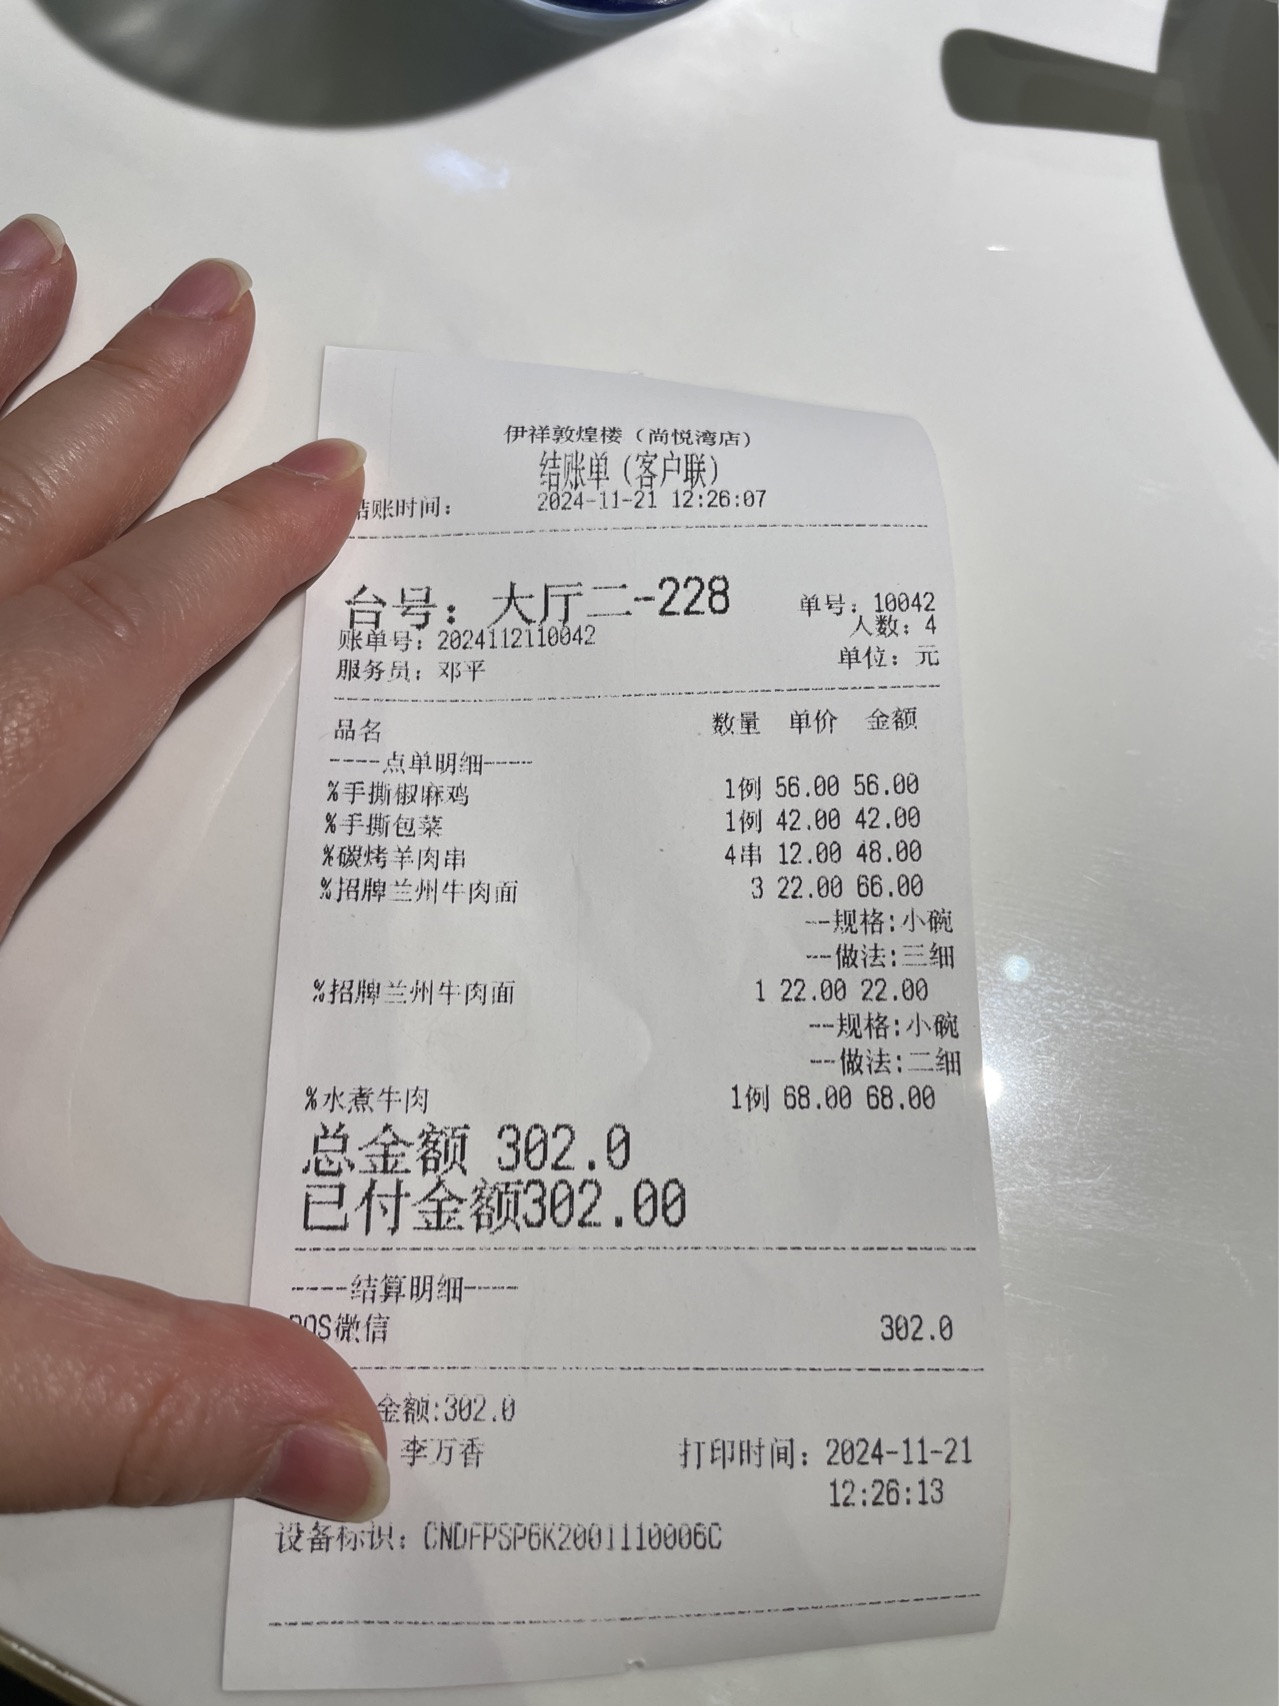 伊祥敦煌楼（尚悦湾店）
结账单（客户联）
结账时间： 2024-11-21 12:26:07
台号：大厅二-228 单号：10042
账单号：2024112110042 人数：4
服务员：邓平 单位：元
品名 数量 单价 金额
----点单明细----
%手撕椒麻鸡 1例 56.00 56.00
%手撕包菜 1例 42.00 42.00
%碳烤羊肉串 4串 12.00 48.00
%招牌兰州牛肉面 3 22.00 66.00
--规格:小碗
--做法:三细
%招牌兰州牛肉面 1 22.00 22.00
--规格:小碗
--做法:二细
%水煮牛肉 1例 68.00 68.00
总金额 302.0
已付金额302.00
----结算明细----
POS微信 302.0
金额:302.0
李万香 打印时间：2024-11-21
12:26:13
设备标识：CNDFPSP6K2001110006C